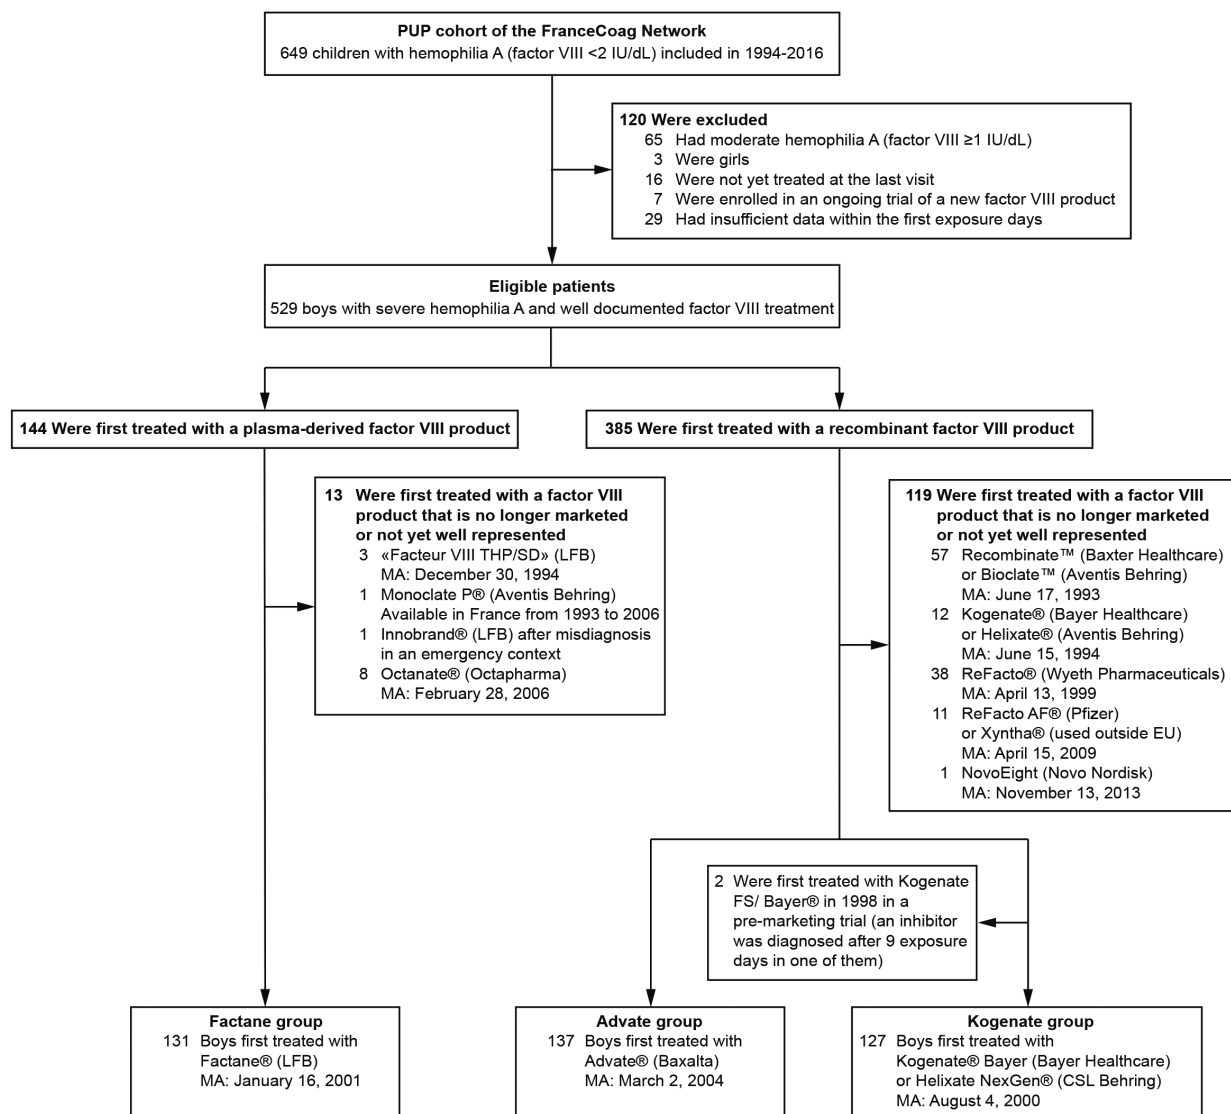 PUP cohort of the FranceCoag Network
649 children with hemophilia A (factor VIII <2 IU/dL) included in 1994-2016
120 Were excluded
65 Had moderate hemophilia A (factor VIII ≥1 IU/dL)
3 Were girls
16 Were not yet treated at the last visit
7 Were enrolled in an ongoing trial of a new factor VIII product
29 Had insufficient data within the first exposure days
Eligible patients
529 boys with severe hemophilia A and well documented factor VIII treatment
144 Were first treated with a plasma-derived factor VIII product
385 Were first treated with a recombinant factor VIII product
13 Were first treated with a factor VIII
product that is no longer marketed
or not yet well represented
3 «Facteur VIII THP/SD» (LFB)
MA: December 30, 1994
1 Monoclate P® (Aventis Behring)
Available in France from 1993 to 2006
1 Innobrand® (LFB) after misdiagnosis
in an emergency context
8 Octanate® (Octapharma)
MA: February 28, 2006
119 Were first treated with a factor VIII
product that is no longer marketed
or not yet well represented
57 Recombinate™ (Baxter Healthcare)
or Bioclate™ (Aventis Behring)
MA: June 17, 1993
12 Kogenate® (Bayer Healthcare)
or Helixate® (Aventis Behring)
MA: June 15, 1994
38 ReFacto® (Wyeth Pharmaceuticals)
MA: April 13, 1999
11 ReFacto AF® (Pfizer)
or Xyntha® (used outside EU)
MA: April 15, 2009
1 NovoEight (Novo Nordisk)
MA: November 13, 2013
2 Were first treated with Kogenate
FS/ Bayer® in 1998 in a
pre-marketing trial (an inhibitor
was diagnosed after 9 exposure
days in one of them)
Factane group
131 Boys first treated with
Factane® (LFB)
MA: January 16, 2001
Advate group
137 Boys first treated with
Advate® (Baxalta)
MA: March 2, 2004
Kogenate group
127 Boys first treated with
Kogenate® Bayer (Bayer Healthcare)
or Helixate NexGen® (CSL Behring)
MA: August 4, 2000